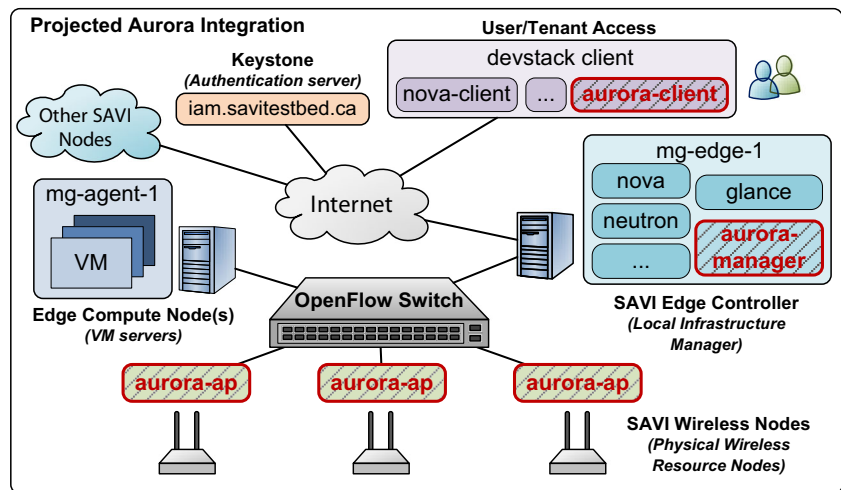 Projected Aurora Integration
User/Tenant Access
Keystone
(Authentication server)
iam.savitestbed.ca
devstack client
nova-client
...
aurora-client
Other SAVI
Nodes
Internet
mg-agent-1
VM
Edge Compute Node(s)
(VM servers)
mg-edge-1
nova
glance
neutron
aurora-
manager
...
SAVI Edge Controller
(Local Infrastructure
Manager)
OpenFlow Switch
aurora-ap
aurora-ap
aurora-ap
SAVI Wireless Nodes
(Physical Wireless
Resource Nodes)